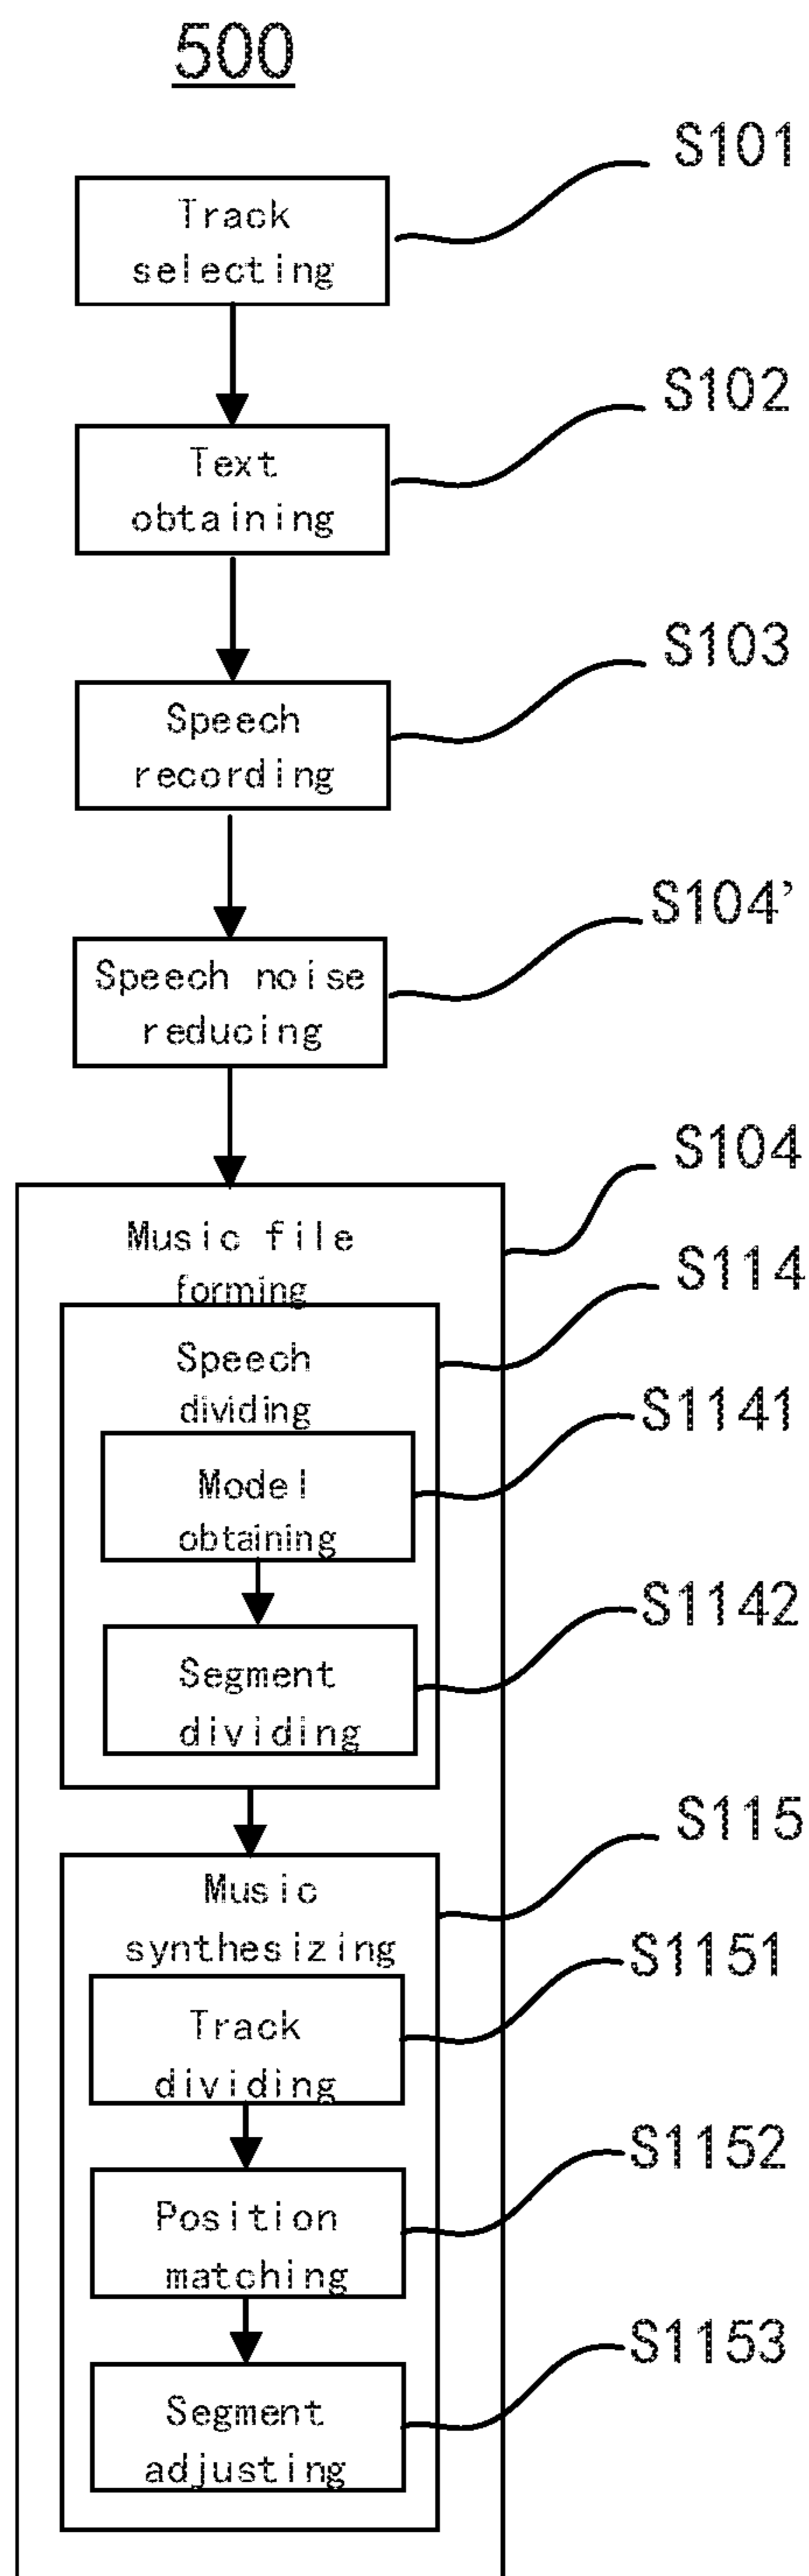 500
S101
Track
selecting
S102
Text
obtaining
S103
Speech
recording
S104’
Speech noise
reducing
S104
Music file
forming
S114
Speech
dividing
S1141
Model
obtaining
S1142
Segment
dividing
S115
Music
synthesizing
S1151
Track
dividing
S1152
Position
matching
S1153
Segment
adjusting